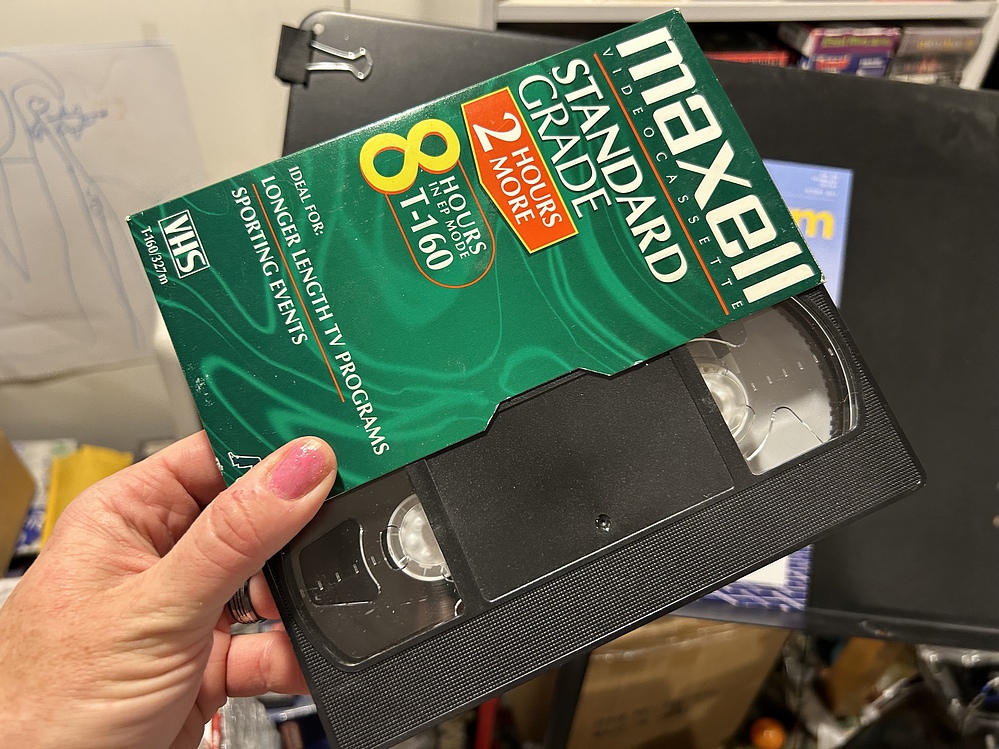 maxell
VIDEOCASSETTE
STANDARD
GRADE
2 HOURS
MORE
8 HOURS
IN EP MODE
T-160
IDEAL FOR:
LONGER LENGTH TV PROGRAMS
SPORTING EVENTS
VHS
T-160/327m
m